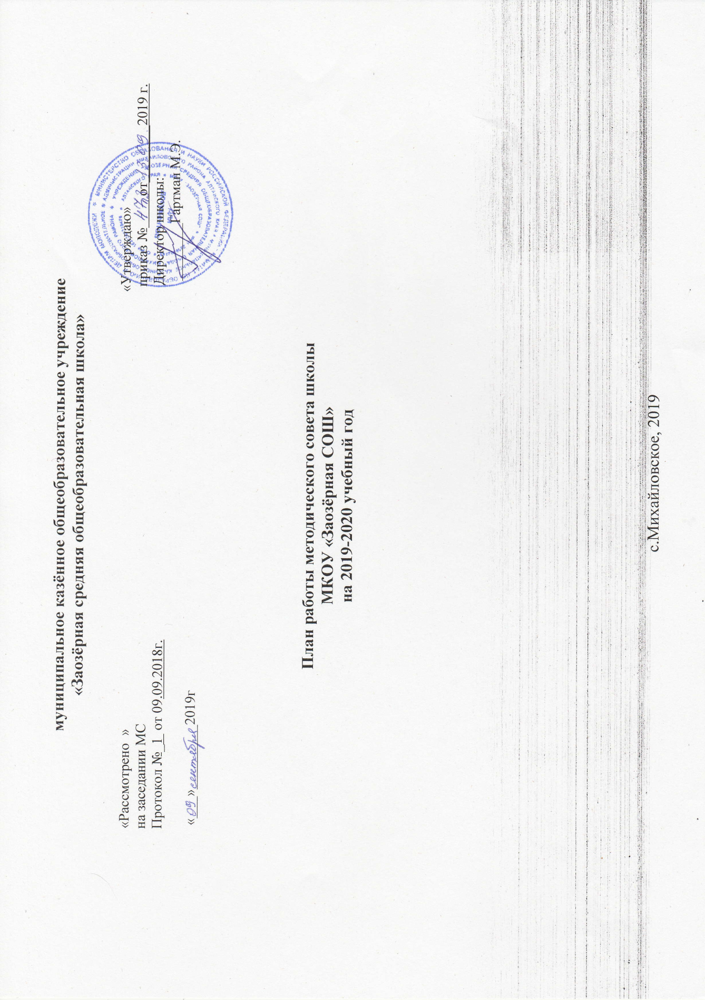 муниципальное казённое общеобразовательное учреждение
«Заозёрная средняя общеобразовательная школа»
«Рассмотрено »
на заседании МС
Протокол №_1_ от 09.09.2018г.
«09_» сентября 2019г
«Утверждаю»
приказ № от 13.09 2019 г.
Директор школы:
Гартман М.Э.
План работы методического совета школы
МКОУ «Заозёрная СОШ»
на 2019-2020 учебный год
с.Михайловское, 2019